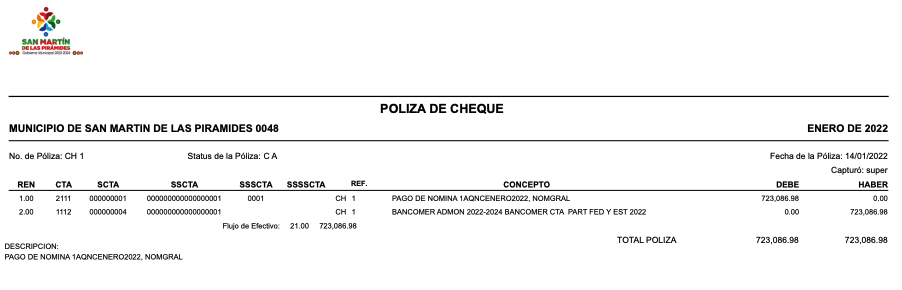 SAN MARTÍN
DE LAS PIRÁMIDES
Gobierno Municipal 2022-2024
POLIZA DE CHEQUE
MUNICIPIO DE SAN MARTIN DE LAS PIRAMIDES 0048 ENERO DE 2022
No. de Póliza: CH 1 Status de la Póliza: C A Fecha de la Póliza: 14/01/2022
Capturó: super
REN CTA SCTA SSCTA SSSCTA SSSSCTA REF. CONCEPTO DEBE HABER
1.00 2111 000000001 000000000000000001 0001 CH 1 PAGO DE NOMINA 1AQNCENERO2022, NOMGRAL 723,086.98 0.00
2.00 1112 000000004 000000000000000001 CH 1 BANCOMER ADMON 2022-2024 BANCOMER CTA PART FED Y EST 2022 0.00 723,086.98
Flujo de Efectivo: 21.00 723,086.98
TOTAL POLIZA 723,086.98 723,086.98
DESCRIPCION:
PAGO DE NOMINA 1AQNCENERO2022, NOMGRAL